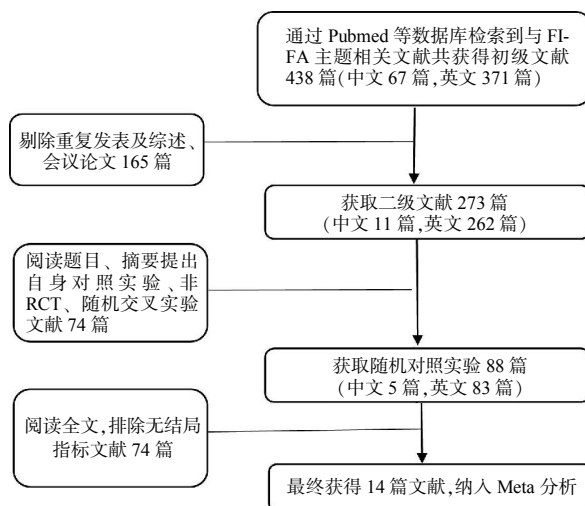 通过 Pubmed 等数据库检索到与 FI-
FA 主题相关文献共获得初级文献
438 篇(中文 67 篇,英文 371 篇)
剔除重复发表及综述、
会议论文 165 篇
获取二级文献 273 篇
(中文 11 篇,英文 262 篇)
阅读题目、摘要提出
自身对照实验、非
RCT、随机交叉实验
文献 74 篇
获取随机对照实验 88 篇
(中文 5 篇,英文 83 篇)
阅读全文,排除无结局
指标文献 74 篇
最终获得 14 篇文献,纳入 Meta 分析